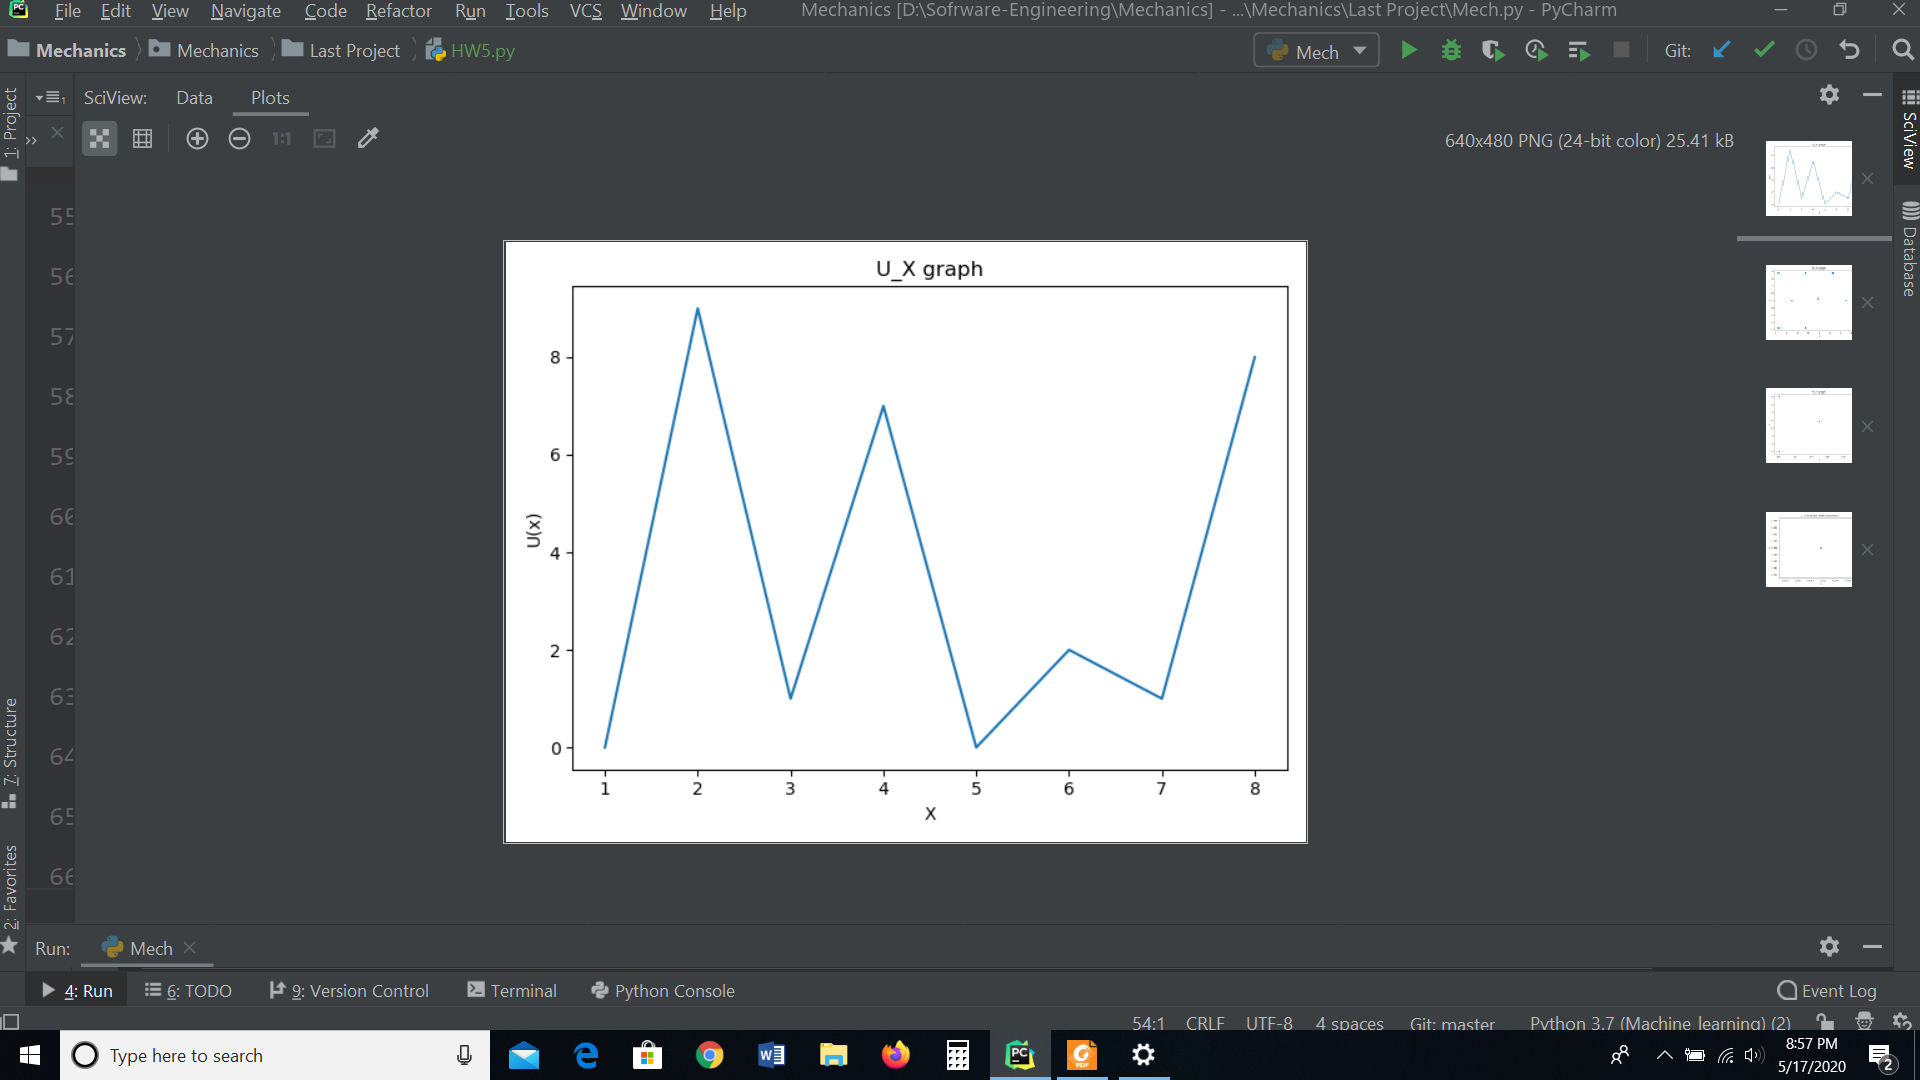 File Edit View Navigate Code Refactor Run Tools VCS Window Help Mechanics [D:\Sofrware-Engineering\Mechanics] - ...\Mechanics\Last Project\Mech.py - PyCharm
Mechanics Mechanics Last Project HW5.py Mech Git:
1: Project
SciView: Data Plots
640x480 PNG (24-bit color) 25.41 kB
SciView
Database
55
56
57
58
59
60
61
62
63
64
65
66
U_X graph
8
6
4
2
0
U(x)
1 2 3 4 5 6 7 8
X
7: Structure
2: Favorites
Run: Mech
4: Run 6: TODO 9: Version Control Terminal Python Console Event Log
54:1 CRLF UTF-8 4 spaces Git: master Python 3.7 (Machine_learning) (2)
Type here to search
8:57 PM
5/17/2020
2